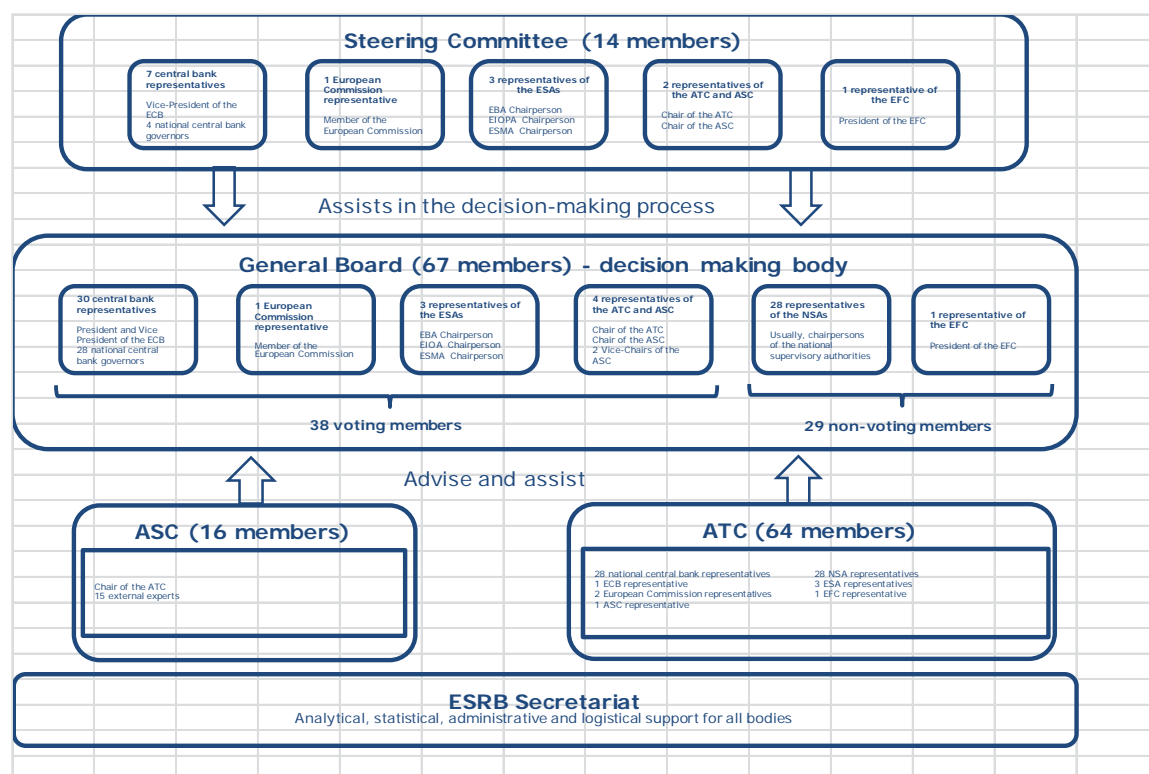 Steering Committee (14 members)
7 central bank
representatives
Vice-President of the
ECB
4 national central bank
governors
1 European
Commission
representative
Member of the
European Commission
3 representatives of
the ESAs
EBA Chairperson
EIOPA Chairperson
ESMA Chairperson
2 representatives of
the ATC and ASC
Chair of the ATC
Chair of the ASC
1 representative of
the EFC
President of the EFC
Assists in the decision-making process
General Board (67 members) - decision making body
30 central bank
representatives
President and Vice
President of the ECB
28 national central
bank governors
1 European
Commission
representative
Member of the
European Commission
3 representatives of
the ESAs
EBA Chairperson
EIOA Chairperson
ESMA Chairperson
4 representatives of
the ATC and ASC
Chair of the ATC
Chair of the ASC
2 Vice-Chairs of the
ASC
28 representatives
of the NSAs
Usually, chairpersons
of the national
supervisory authorities
1 representative of
the EFC
President of the EFC
38 voting members
29 non-voting members
Advise and assist
ASC (16 members)
Chair of the ATC
15 external experts
ATC (64 members)
28 national central bank representatives
1 ECB representative
2 European Commission representatives
1 ASC representative
28 NSA representatives
3 ESA representatives
1 EFC representative
ESRB Secretariat
Analytical, statistical, administrative and logistical support for all bodies